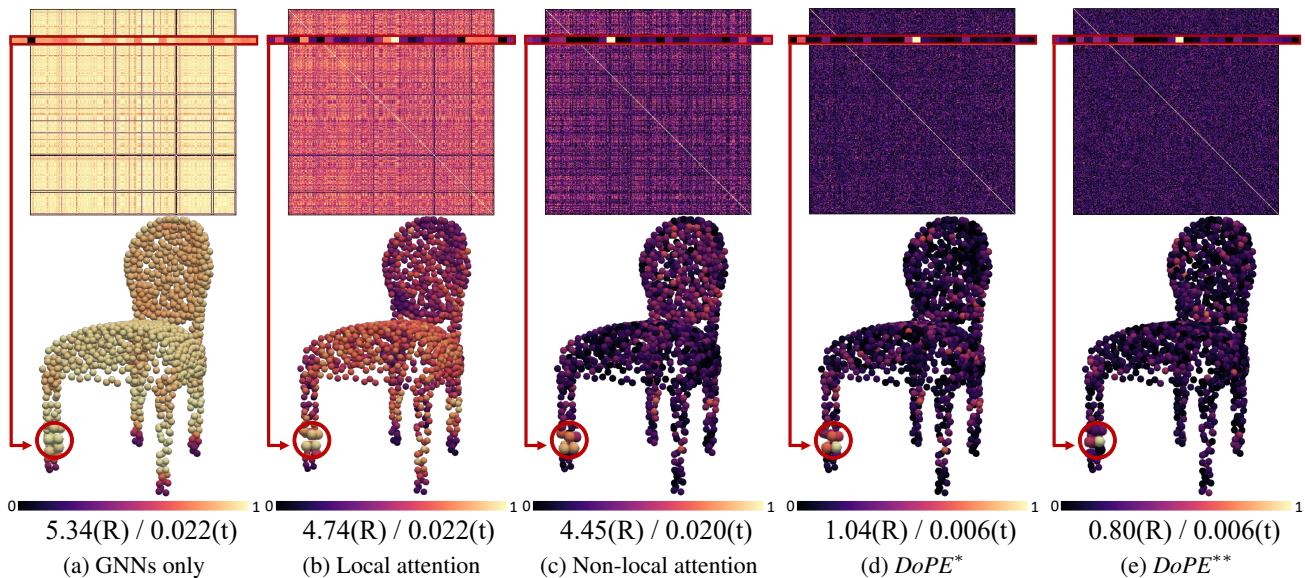 0 1 0 1 0 1 0 1 0 1
5.34(R) / 0.022(t) 4.74(R) / 0.022(t) 4.45(R) / 0.020(t) 1.04(R) / 0.006(t) 0.80(R) / 0.006(t)
(a) GNNs only (b) Local attention (c) Non-local attention (d) DoPE* (e) DoPE**